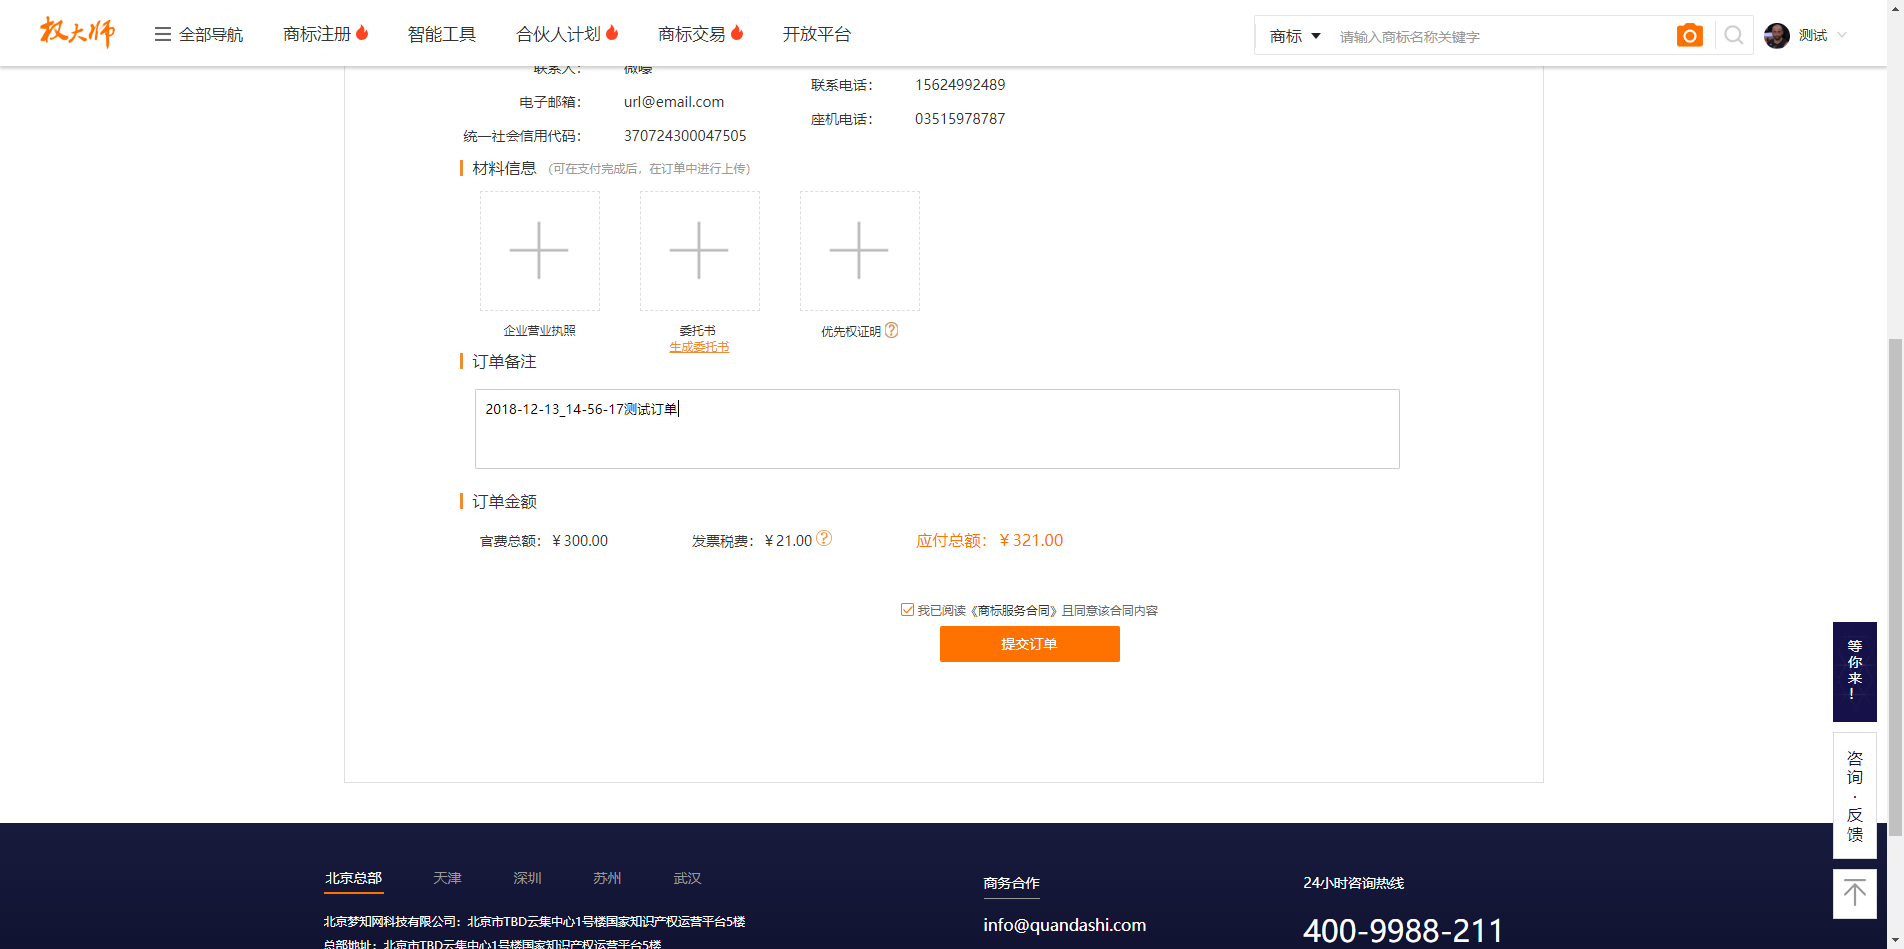 权大师
全部导航
商标注册
智能工具
合伙人计划
商标交易
开放平台
商标
请输入商标名称关键字
测试
联系人：
微嚎
联系电话：
15624992489
电子邮箱：
url@email.com
座机电话：
03515978787
统一社会信用代码：
370724300047505
材料信息 （可在支付完成后，在订单中进行上传）
企业营业执照
委托书
生成委托书
优先权证明
订单备注
2018-12-13_14-56-17测试订单
订单金额
官费总额：￥300.00
发票税费：￥21.00
应付总额：￥321.00
我已阅读《商标服务合同》且同意该合同内容
提交订单
等你来！
咨询·反馈
北京总部
天津
深圳
苏州
武汉
北京梦知网科技有限公司：北京市TBD云集中心1号楼国家知识产权运营平台5楼
总部地址：北京市TBD云集中心1号楼国家知识产权运营平台5楼
商务合作
info@quandashi.com
24小时咨询热线
400-9988-211